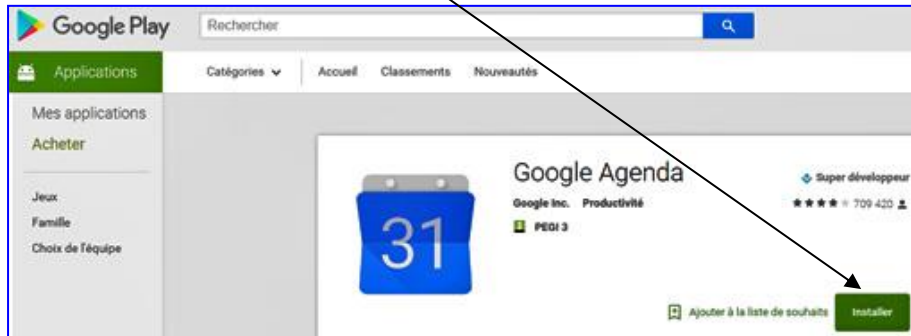 Google Play
Rechercher
Applications
Catégories
Accueil
Classements
Nouveautés
Mes applications
Acheter
Jeux
Famille
Choix de l'équipe
31
Google Agenda
Super développeur
Google Inc. Productivité
709 420
PEGI 3
Ajouter à la liste de souhaits
Installer